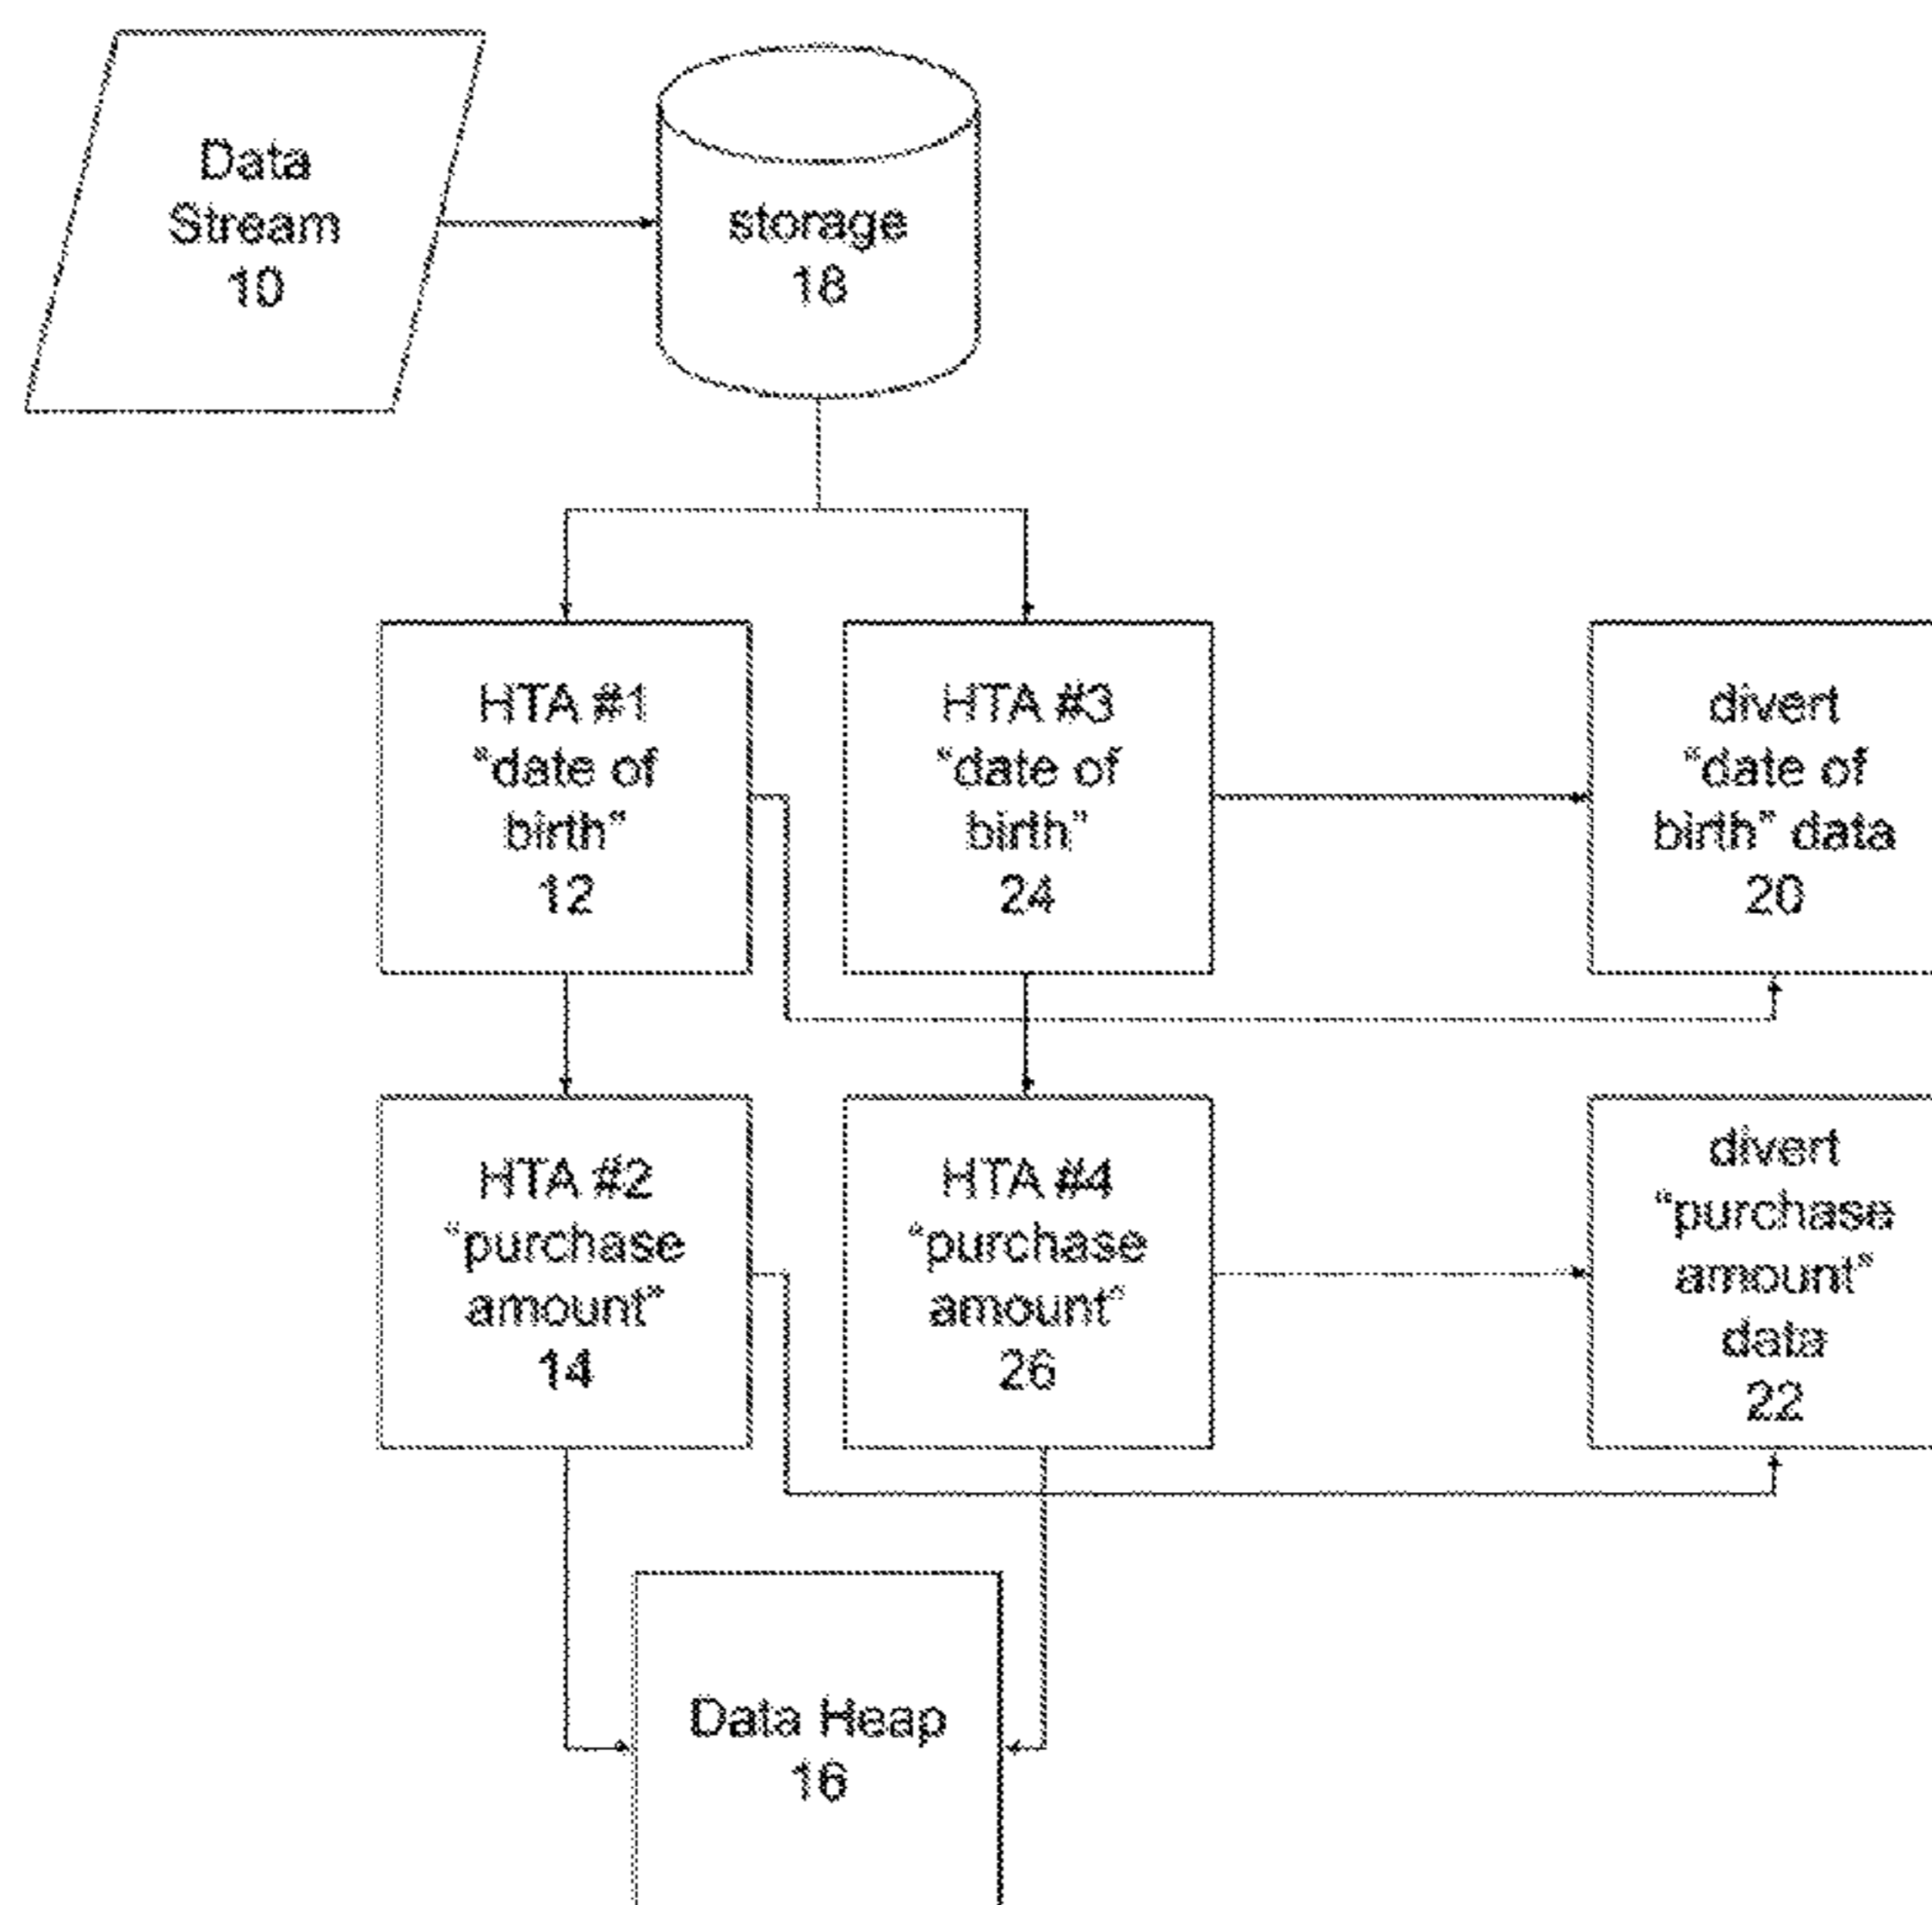 Data
Stream
10
storage
18
HTA #1
“date of
birth”
12
HTA #3
“date of
birth”
24
divert
“date of
birth” data
20
HTA #2
“purchase
amount”
14
HTA #4
“purchase
amount”
26
divert
“purchase
amount”
data
22
Data Heap
16